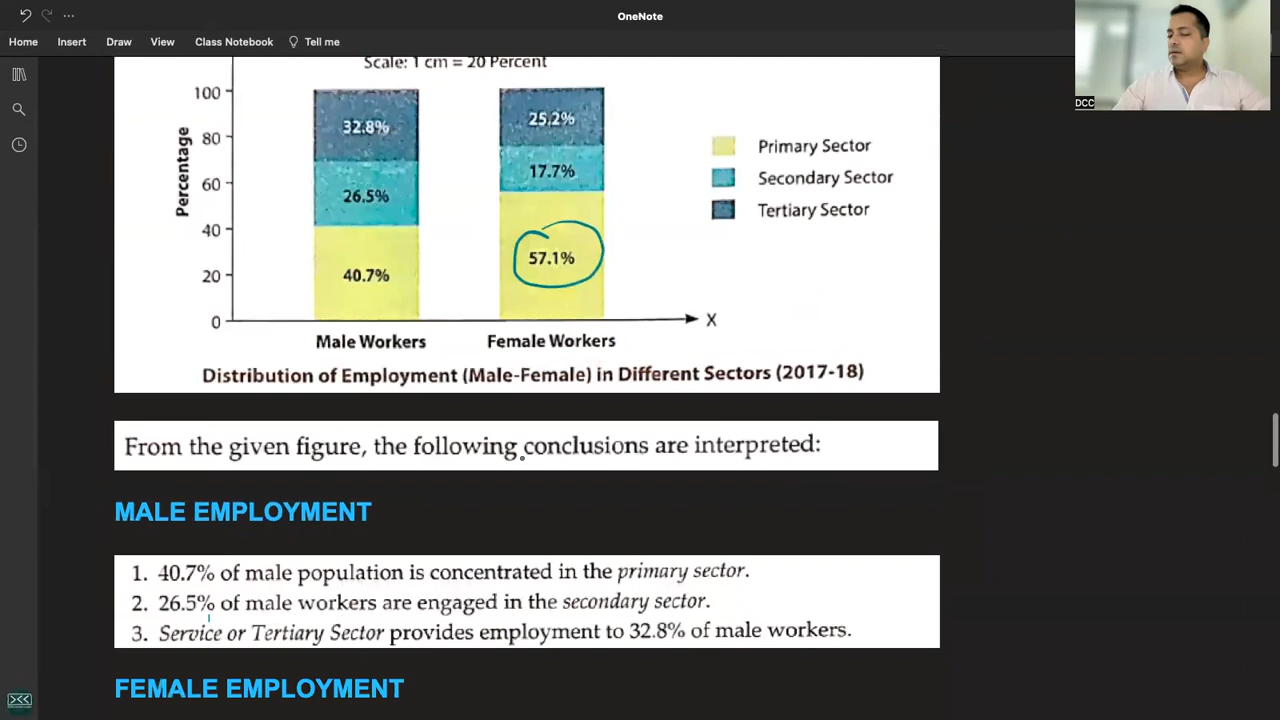 OneNote
Home Insert Draw View Class Notebook Tell me
DCC
Scale: 1 cm = 20 Percent
Percentage
100
80
60
40
20
0
32.8%
26.5%
40.7%
25.2%
17.7%
57.1%
Primary Sector
Secondary Sector
Tertiary Sector
X
Male Workers Female Workers
Distribution of Employment (Male-Female) in Different Sectors (2017-18)
From the given figure, the following conclusions are interpreted:
MALE EMPLOYMENT
1. 40.7% of male population is concentrated in the primary sector.
2. 26.5% of male workers are engaged in the secondary sector.
3. Service or Tertiary Sector provides employment to 32.8% of male workers.
FEMALE EMPLOYMENT